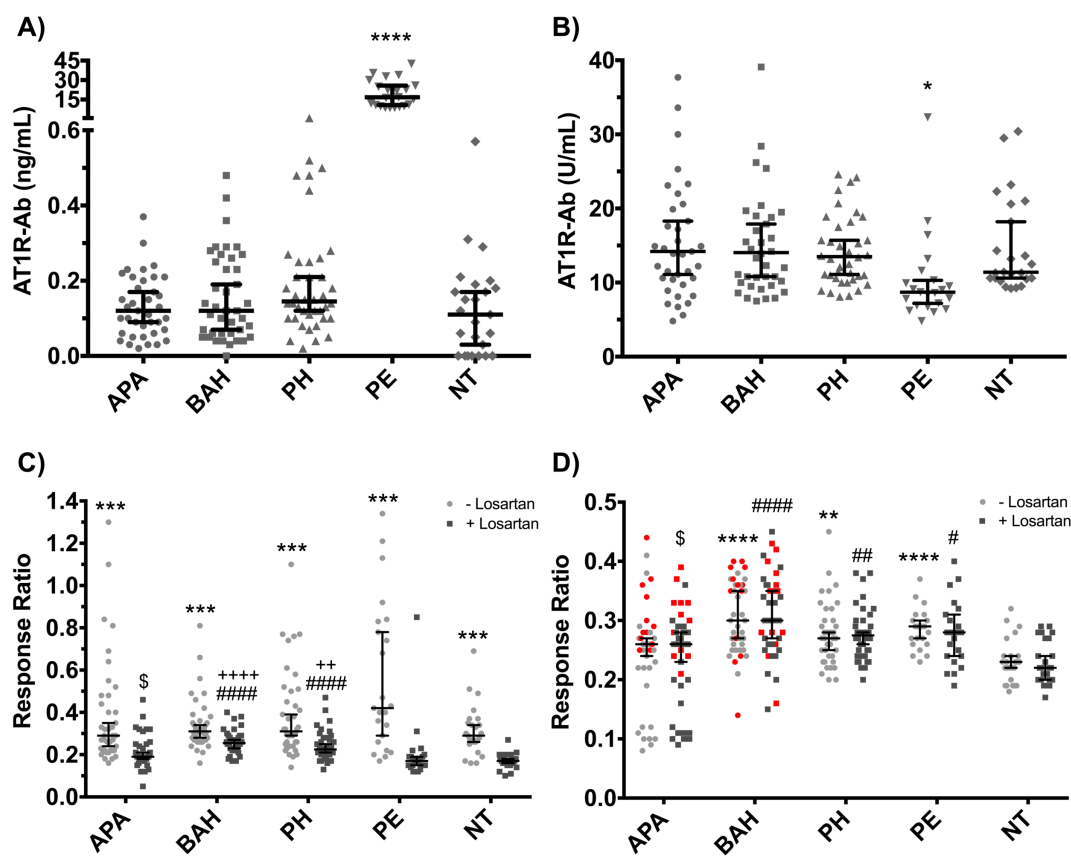 A)
****
AT1R-Ab (ng/mL)
45
30
15
0.6
0.4
0.2
0.0
APA
BAH
PH
PE
NT
B)
*
AT1R-Ab (U/mL)
40
30
20
10
0
APA
BAH
PH
PE
NT
C)
- Losartan
+ Losartan
Response Ratio
1.4
1.2
1.0
0.8
0.6
0.4
0.2
0.0
***
$
***
++++
####
***
++
####
***
***
APA
BAH
PH
PE
NT
D)
- Losartan
+ Losartan
Response Ratio
0.5
0.4
0.3
0.2
0.1
0.0
$
****
####
**
##
****
#
APA
BAH
PH
PE
NT